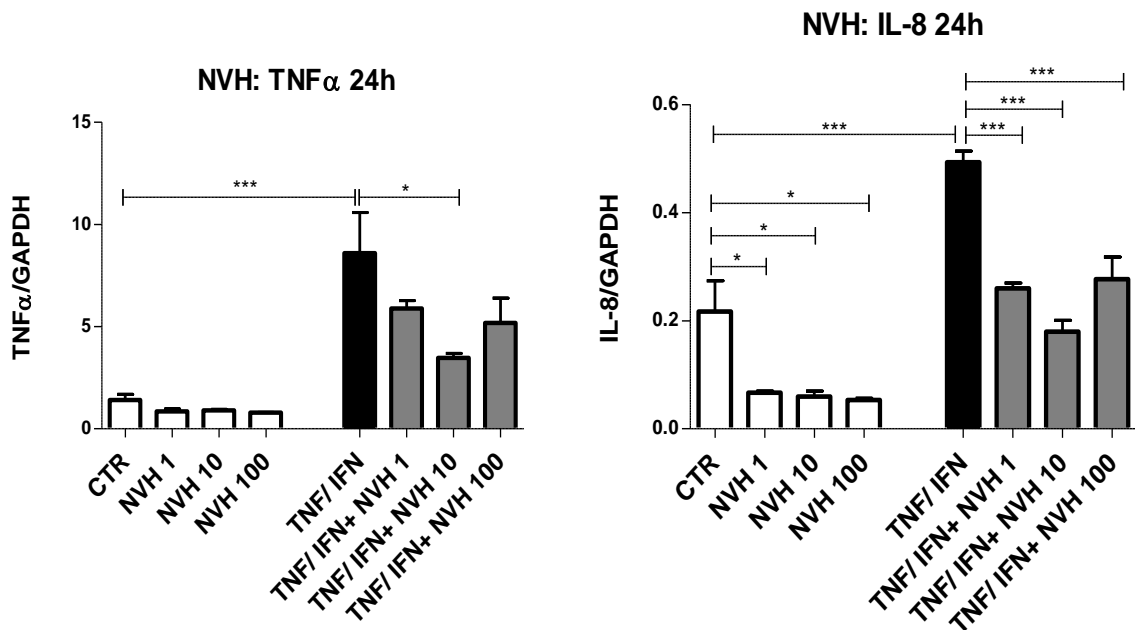 NVH: TNFα 24h
TNFα/GAPDH
15
10
5
0
***
*
CTR
NVH 1
NVH 10
NVH 100
TNF/ IFN
TNF/ IFN+ NVH 1
TNF/ IFN+ NVH 10
TNF/ IFN+ NVH 100
NVH: IL-8 24h
IL-8/GAPDH
0.6
0.4
0.2
0.0
***
***
***
***
*
*
*
CTR
NVH 1
NVH 10
NVH 100
TNF/ IFN
TNF/ IFN+ NVH 1
TNF/ IFN+ NVH 10
TNF/ IFN+ NVH 100